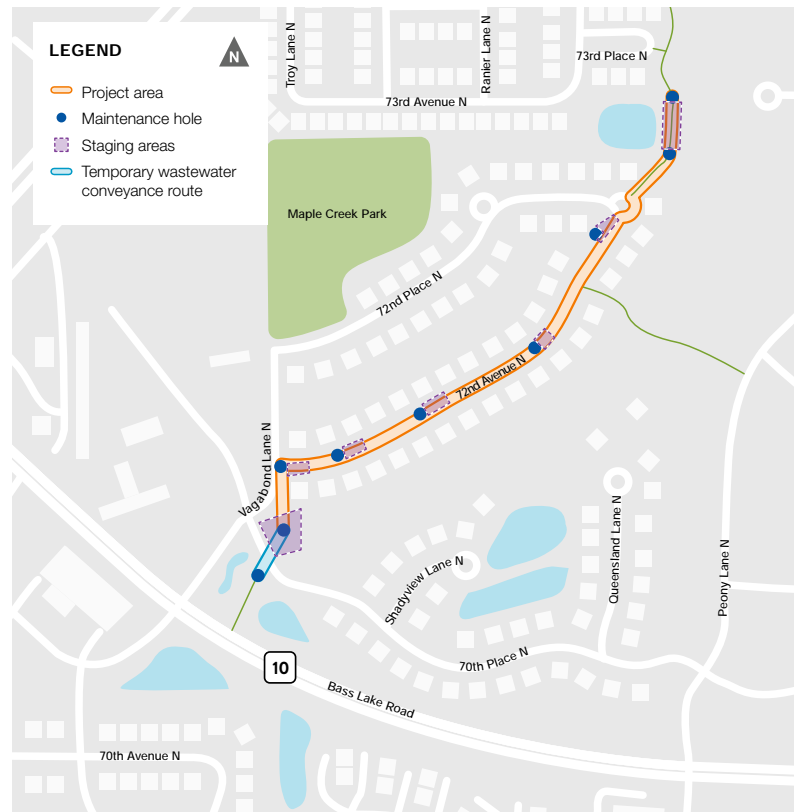 LEGEND
N
Project area
Maintenance hole
Staging areas
Temporary wastewater
conveyance route
Troy Lane N
Ranier Lane N
73rd Place N
73rd Avenue N
Maple Creek Park
72nd Place N
72nd Avenue N
Vagabond Lane N
Shadyview Lane N
Queensland Lane N
Peony Lane N
70th Place N
10
Bass Lake Road
70th Avenue N